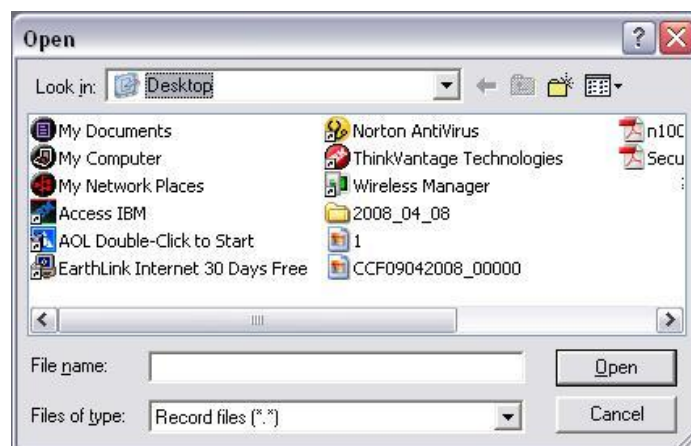 Open
Look in: Desktop
My Documents
My Computer
My Network Places
Access IBM
AOL Double-Click to Start
EarthLink Internet 30 Days Free
Norton AntiVirus
ThinkVantage Technologies
Wireless Manager
2008_04_08
1
CCF09042008_00000
n10C
Secu
File name:
Open
Files of type: Record files (*.*)
Cancel